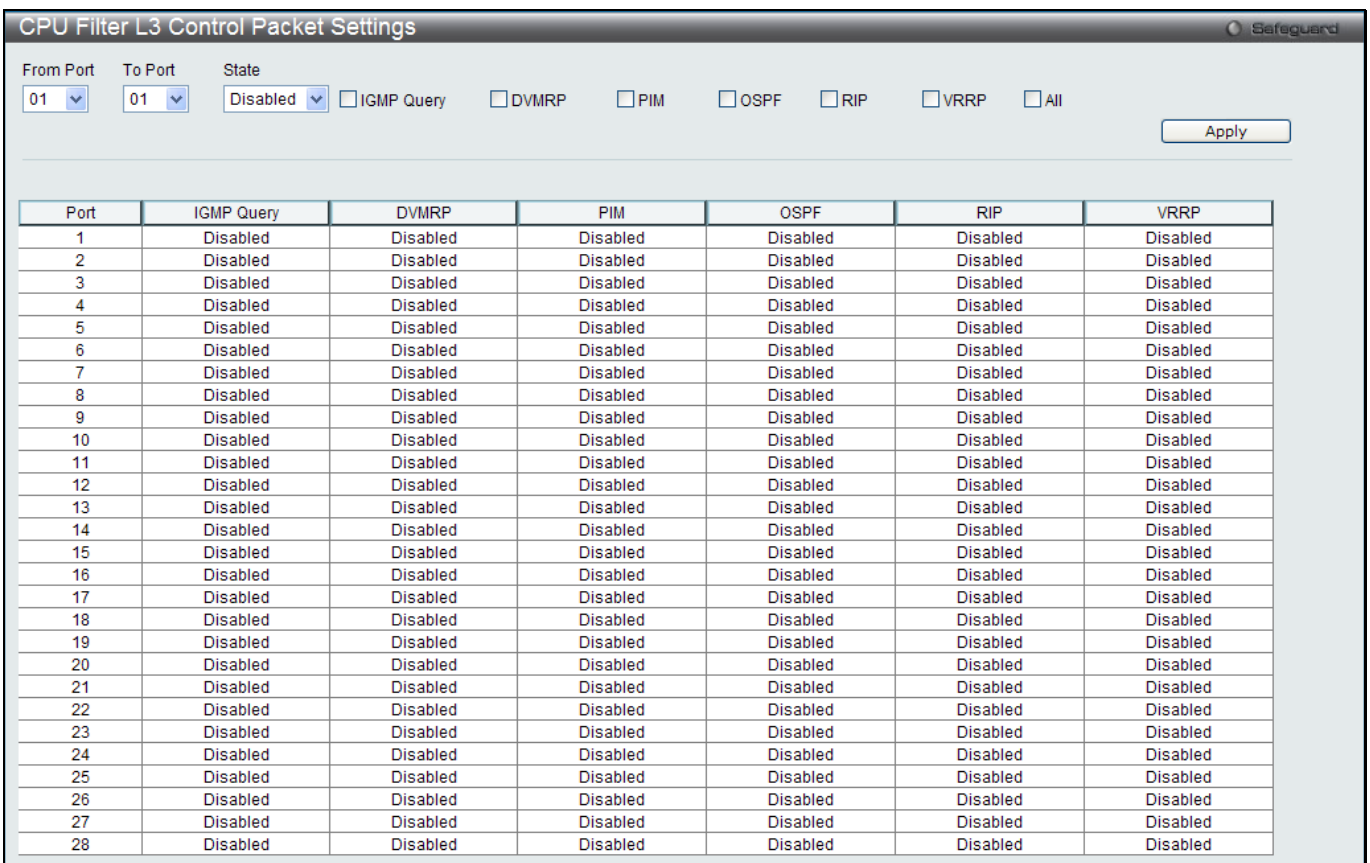 CPU Filter L3 Control Packet Settings Safeguard
From Port To Port State
01 01 Disabled IGMP Query DVMRP PIM OSPF RIP VRRP All
Apply
Port IGMP Query DVMRP PIM OSPF RIP VRRP
1 Disabled Disabled Disabled Disabled Disabled Disabled
2 Disabled Disabled Disabled Disabled Disabled Disabled
3 Disabled Disabled Disabled Disabled Disabled Disabled
4 Disabled Disabled Disabled Disabled Disabled Disabled
5 Disabled Disabled Disabled Disabled Disabled Disabled
6 Disabled Disabled Disabled Disabled Disabled Disabled
7 Disabled Disabled Disabled Disabled Disabled Disabled
8 Disabled Disabled Disabled Disabled Disabled Disabled
9 Disabled Disabled Disabled Disabled Disabled Disabled
10 Disabled Disabled Disabled Disabled Disabled Disabled
11 Disabled Disabled Disabled Disabled Disabled Disabled
12 Disabled Disabled Disabled Disabled Disabled Disabled
13 Disabled Disabled Disabled Disabled Disabled Disabled
14 Disabled Disabled Disabled Disabled Disabled Disabled
15 Disabled Disabled Disabled Disabled Disabled Disabled
16 Disabled Disabled Disabled Disabled Disabled Disabled
17 Disabled Disabled Disabled Disabled Disabled Disabled
18 Disabled Disabled Disabled Disabled Disabled Disabled
19 Disabled Disabled Disabled Disabled Disabled Disabled
20 Disabled Disabled Disabled Disabled Disabled Disabled
21 Disabled Disabled Disabled Disabled Disabled Disabled
22 Disabled Disabled Disabled Disabled Disabled Disabled
23 Disabled Disabled Disabled Disabled Disabled Disabled
24 Disabled Disabled Disabled Disabled Disabled Disabled
25 Disabled Disabled Disabled Disabled Disabled Disabled
26 Disabled Disabled Disabled Disabled Disabled Disabled
27 Disabled Disabled Disabled Disabled Disabled Disabled
28 Disabled Disabled Disabled Disabled Disabled Disabled